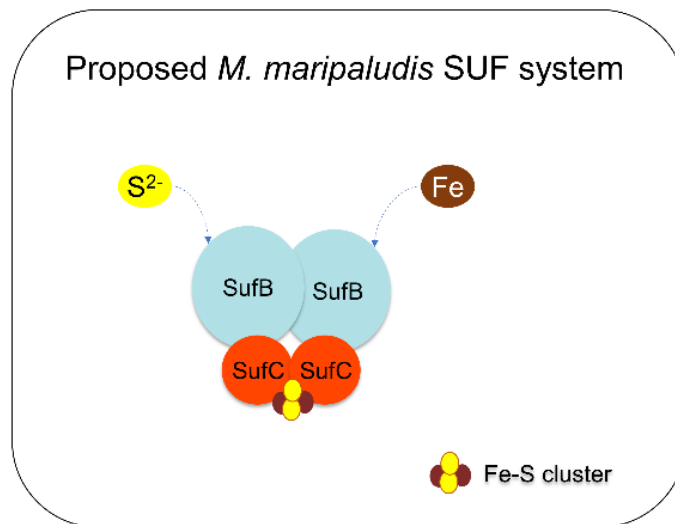 Proposed M. maripaludis SUF system
S²⁻
Fe
SufB
SufB
SufC
SufC
Fe-S cluster